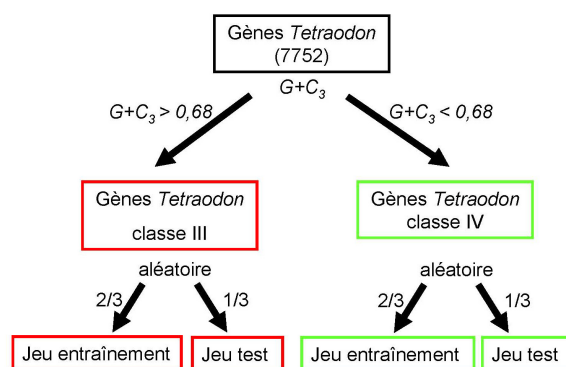 Gènes Tetraodon
(7752)
G+C3
G+C3 > 0,68
G+C3 < 0,68
Gènes Tetraodon
classe III
Gènes Tetraodon
classe IV
aléatoire
aléatoire
2/3
1/3
2/3
1/3
Jeu entraînement
Jeu test
Jeu entraînement
Jeu test